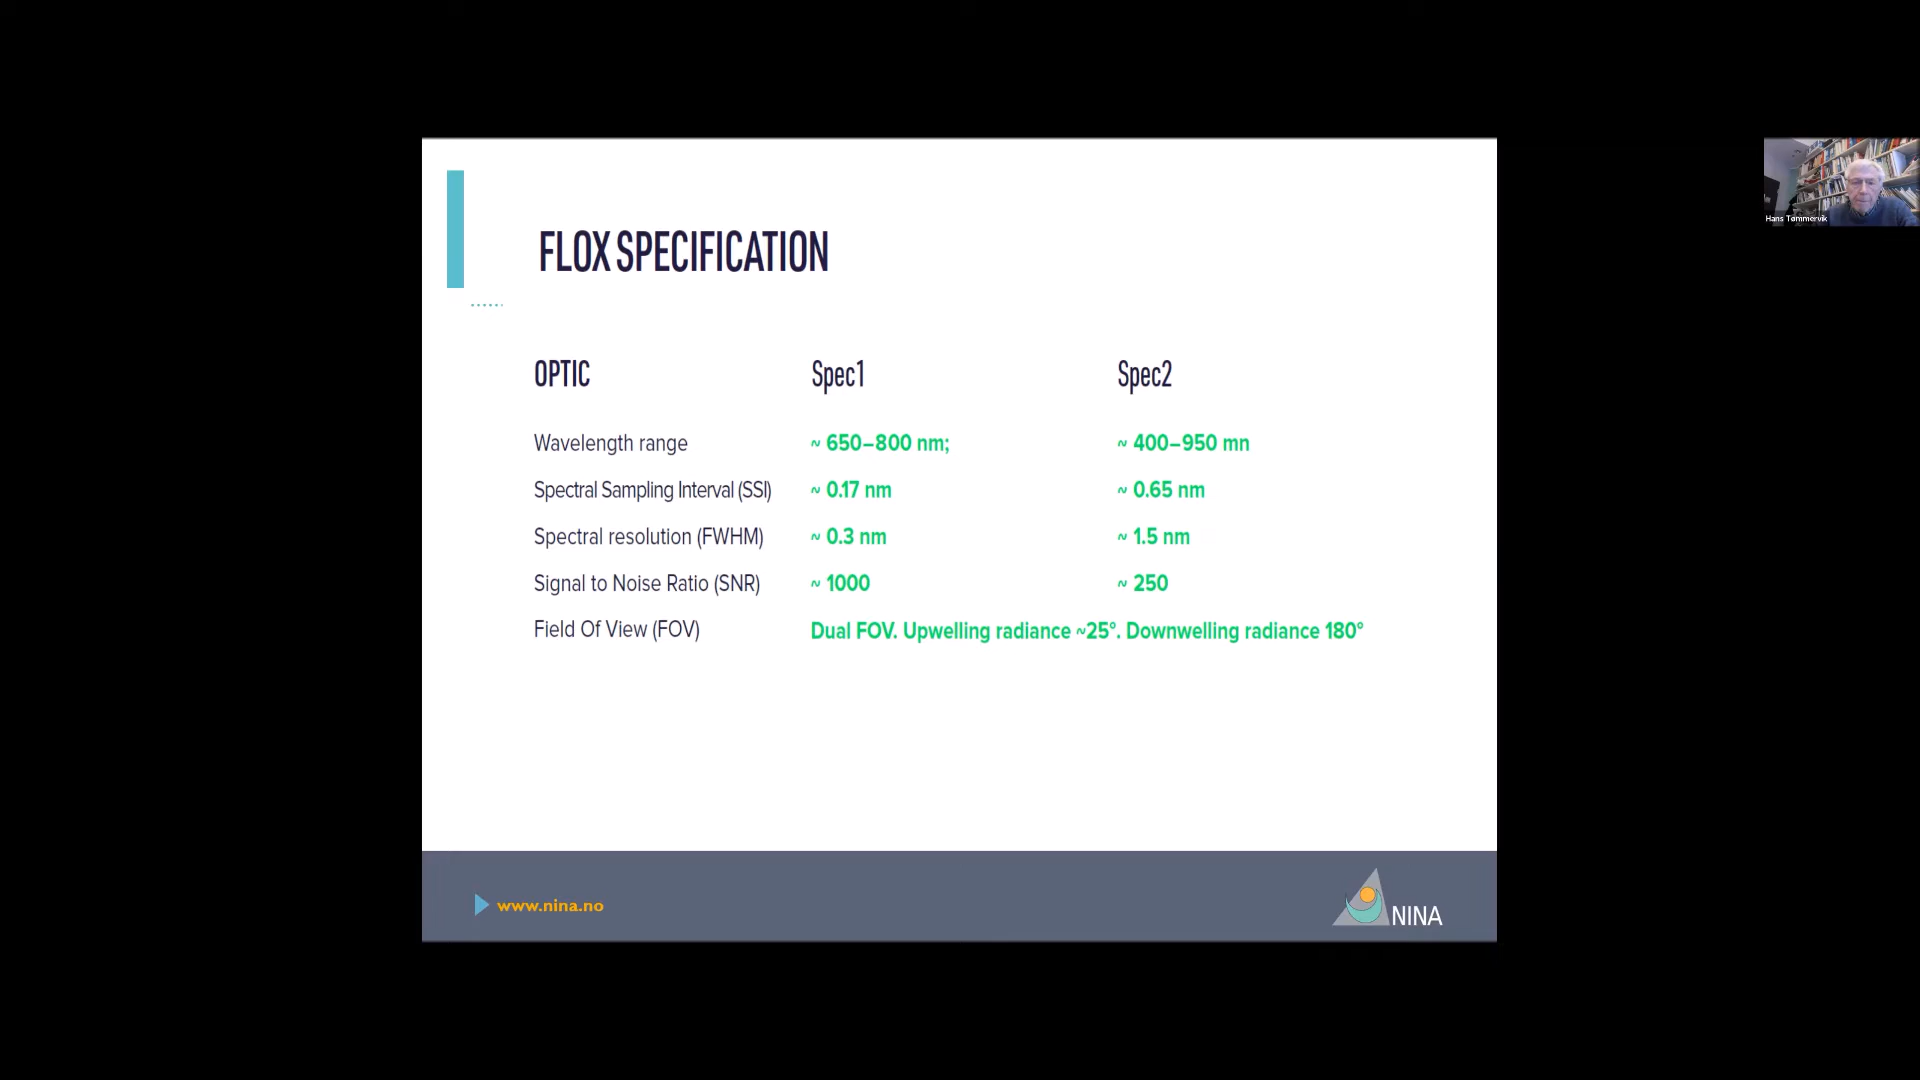 FLOX SPECIFICATION
OPTIC Spec1 Spec2
Wavelength range ~ 650–800 nm; ~ 400–950 mn
Spectral Sampling Interval (SSI) ~ 0.17 nm ~ 0.65 nm
Spectral resolution (FWHM) ~ 0.3 nm ~ 1.5 nm
Signal to Noise Ratio (SNR) ~ 1000 ~ 250
Field Of View (FOV) Dual FOV. Upwelling radiance ~25°. Downwelling radiance 180°
www.nina.no
NINA
Hans Tømmervik